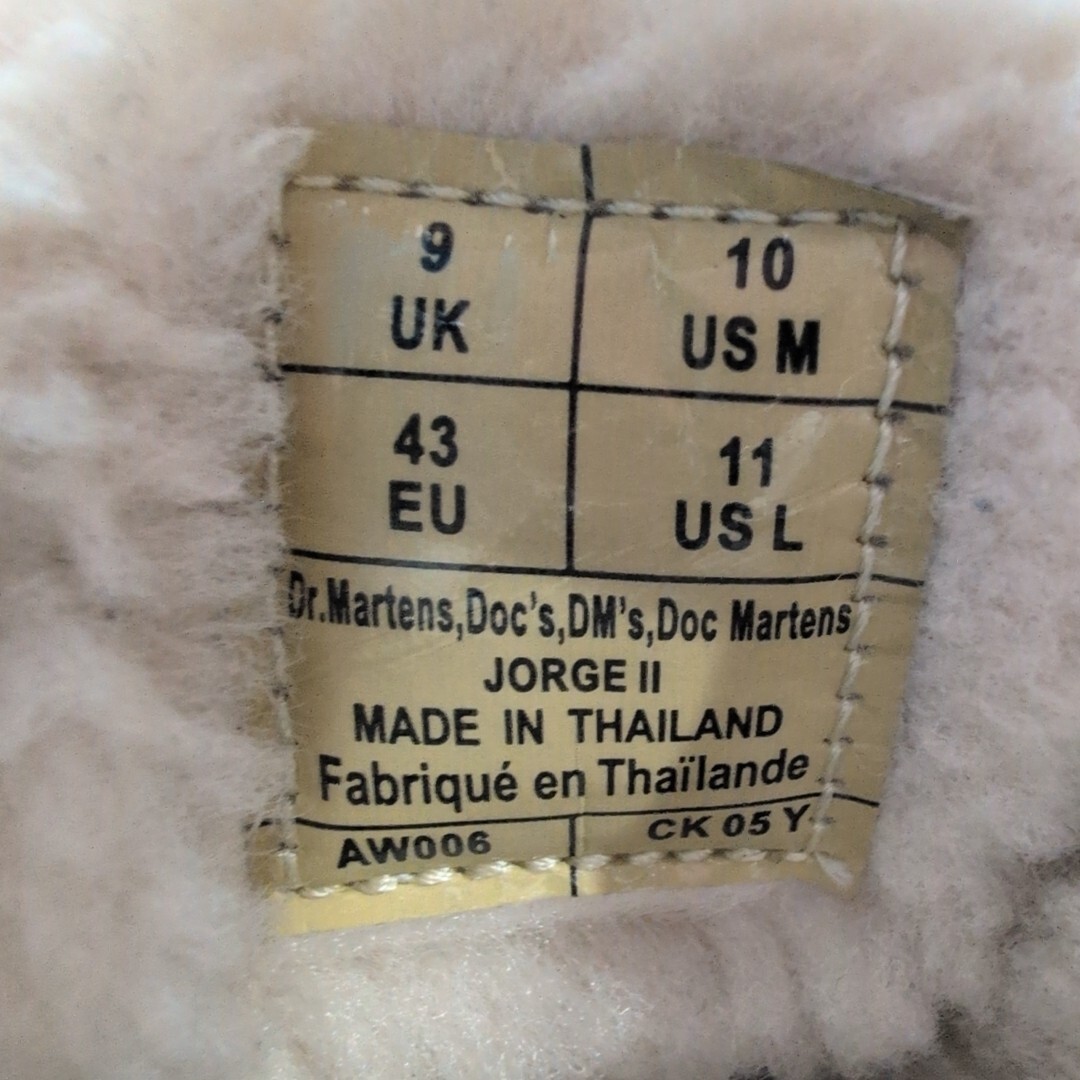 9
UK
10
US M
43
EU
11
US L
Dr.Martens,Doc's,DM's,Doc Martens
JORGE II
MADE IN THAILAND
Fabriqué en Thaïlande
AW006
CK 05 Y